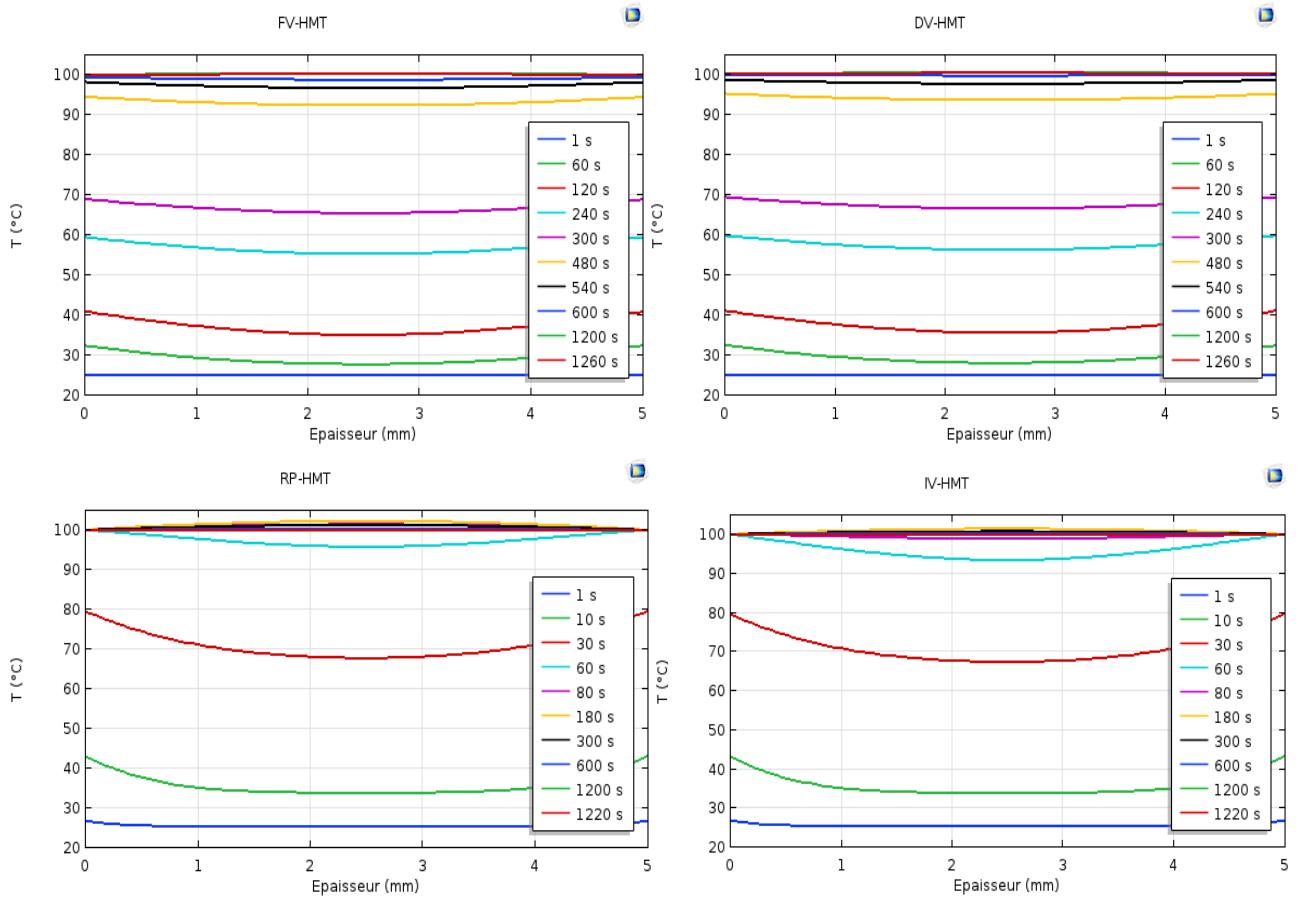 FV-HMT
100
90
80
70
60
50
40
30
20
T (°C)
0 1 2 3 4 5
Epaisseur (mm)
1 s
60 s
120 s
240 s
300 s
480 s
540 s
600 s
1200 s
1260 s
DV-HMT
100
90
80
70
60
50
40
30
20
T (°C)
0 1 2 3 4 5
Epaisseur (mm)
1 s
60 s
120 s
240 s
300 s
480 s
540 s
600 s
1200 s
1260 s
RP-HMT
100
90
80
70
60
50
40
30
20
T (°C)
0 1 2 3 4 5
Epaisseur (mm)
1 s
10 s
30 s
60 s
80 s
180 s
300 s
600 s
1200 s
1220 s
IV-HMT
100
90
80
70
60
50
40
30
20
T (°C)
0 1 2 3 4 5
Epaisseur (mm)
1 s
10 s
30 s
60 s
80 s
180 s
300 s
600 s
1200 s
1220 s